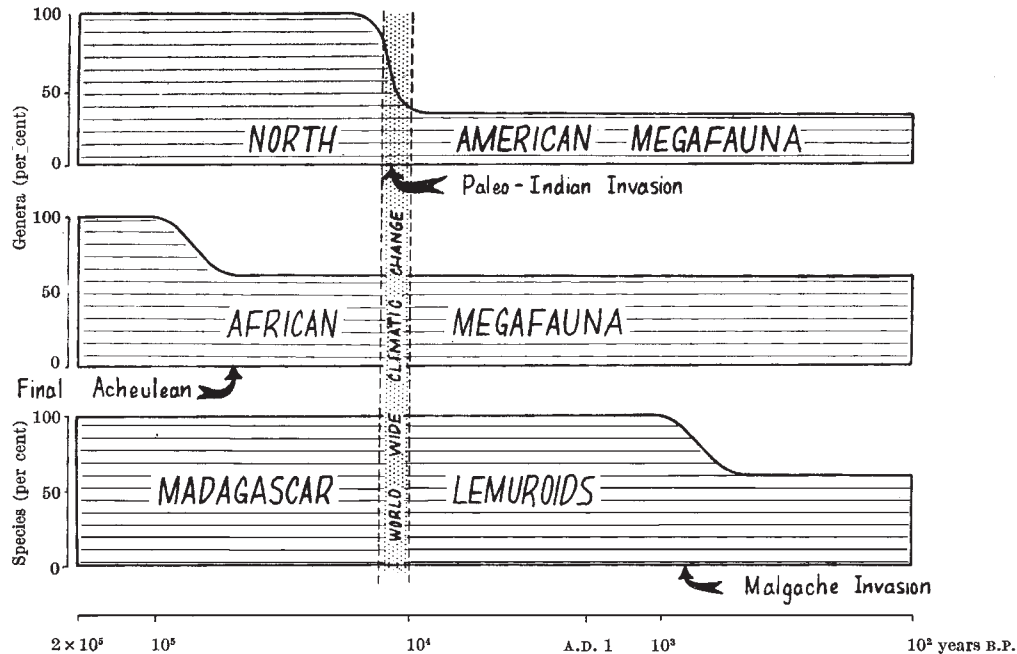 Genera (per cent)
100
50
0
NORTH AMERICAN MEGAFAUNA
Paleo-Indian Invasion
100
50
0
AFRICAN MEGAFAUNA
Final Acheulean
Species (per cent)
100
50
0
MADAGASCAR LEMUROIDS
Malgache Invasion
WORLD WIDE CLIMATIC CHANGE
2 × 10⁵ 10⁵ 10⁴ A.D. 1 10³ 10² years B.P.